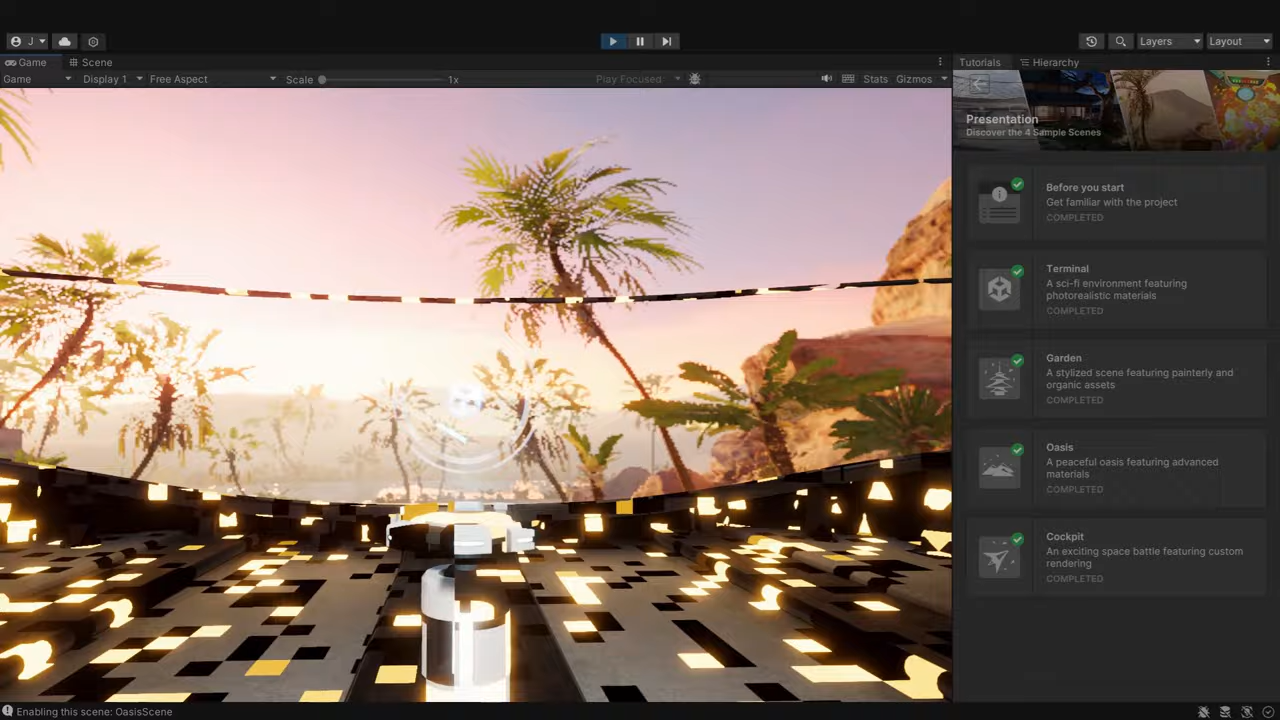 J
Layers
Layout
Game
Scene
Tutorials
Hierarchy
Game
Display 1
Free Aspect
Scale
1x
Play Focused
Stats
Gizmos
Presentation
Discover the 4 Sample Scenes
Before you start
Get familiar with the project
COMPLETED
Terminal
A sci-fi environment featuring
photorealistic materials
COMPLETED
Garden
A stylized scene featuring painterly and
organic assets
COMPLETED
Oasis
A peaceful oasis featuring advanced
materials
COMPLETED
Cockpit
An exciting space battle featuring custom
rendering
COMPLETED
Enabling this scene: OasisScene